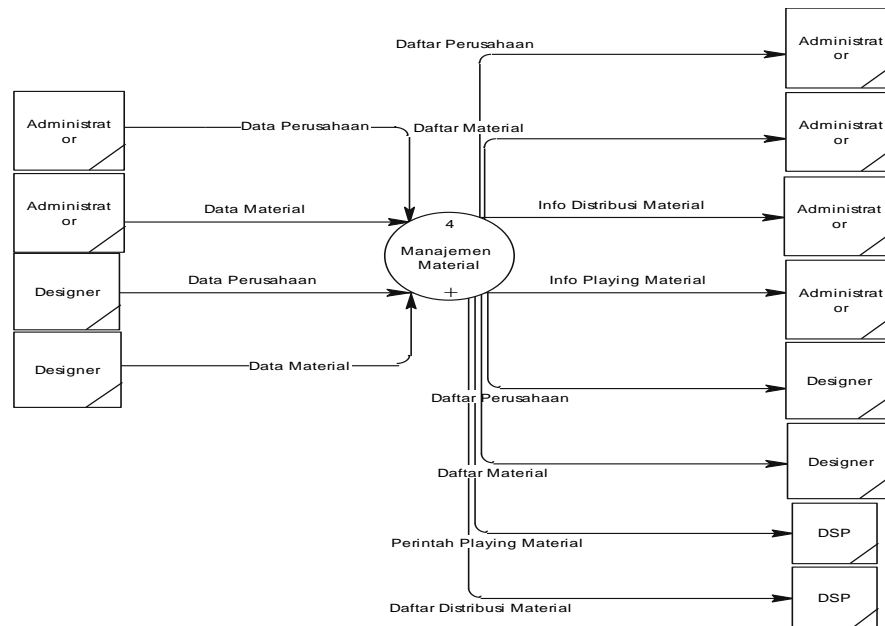 Daftar Perusahaan
Administrat
or
Administrat
or
Data Perusahaan
Daftar Material
Administrat
or
Administrat
or
Data Material
Info Distribusi Material
Administrat
or
4
Manajemen
Material
+
Designer
Data Perusahaan
Info Playing Material
Administrat
or
Designer
Data Material
Daftar Perusahaan
Designer
Daftar Material
Designer
Perintah Playing Material
DSP
Daftar Distribusi Material
DSP